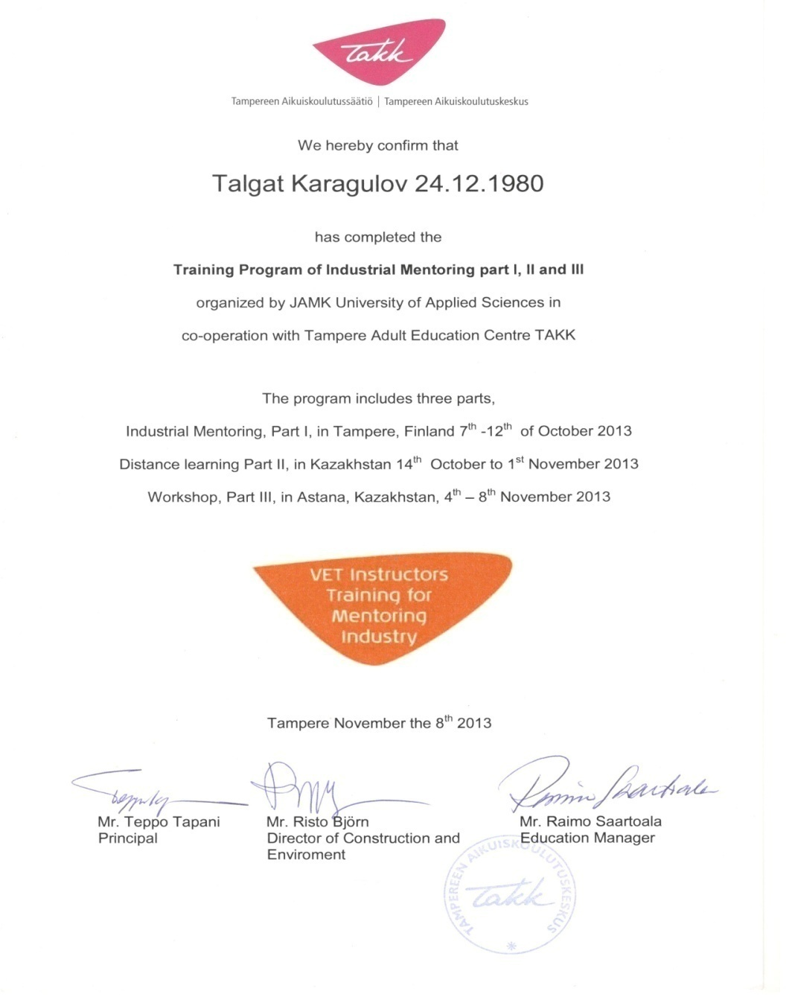 takk
Tampereen Aikuiskoulutussäätiö | Tampereen Aikuiskoulutuskeskus
We hereby confirm that
Talgat Karagulov 24.12.1980
has completed the
Training Program of Industrial Mentoring part I, II and III
organized by JAMK University of Applied Sciences in
co-operation with Tampere Adult Education Centre TAKK
The program includes three parts,
Industrial Mentoring, Part I, in Tampere, Finland 7th -12th of October 2013
Distance learning Part II, in Kazakhstan 14th October to 1st November 2013
Workshop, Part III, in Astana, Kazakhstan, 4th – 8th November 2013
VET Instructors
Training for
Mentoring
Industry
Tampere November the 8th 2013
Raimo Saartoala
Mr. Teppo Tapani
Principal
Mr. Risto Björn
Director of Construction and
Enviroment
Mr. Raimo Saartoala
Education Manager
TAMPEREEN AIKUISKOULUTUSKESKUS
takk